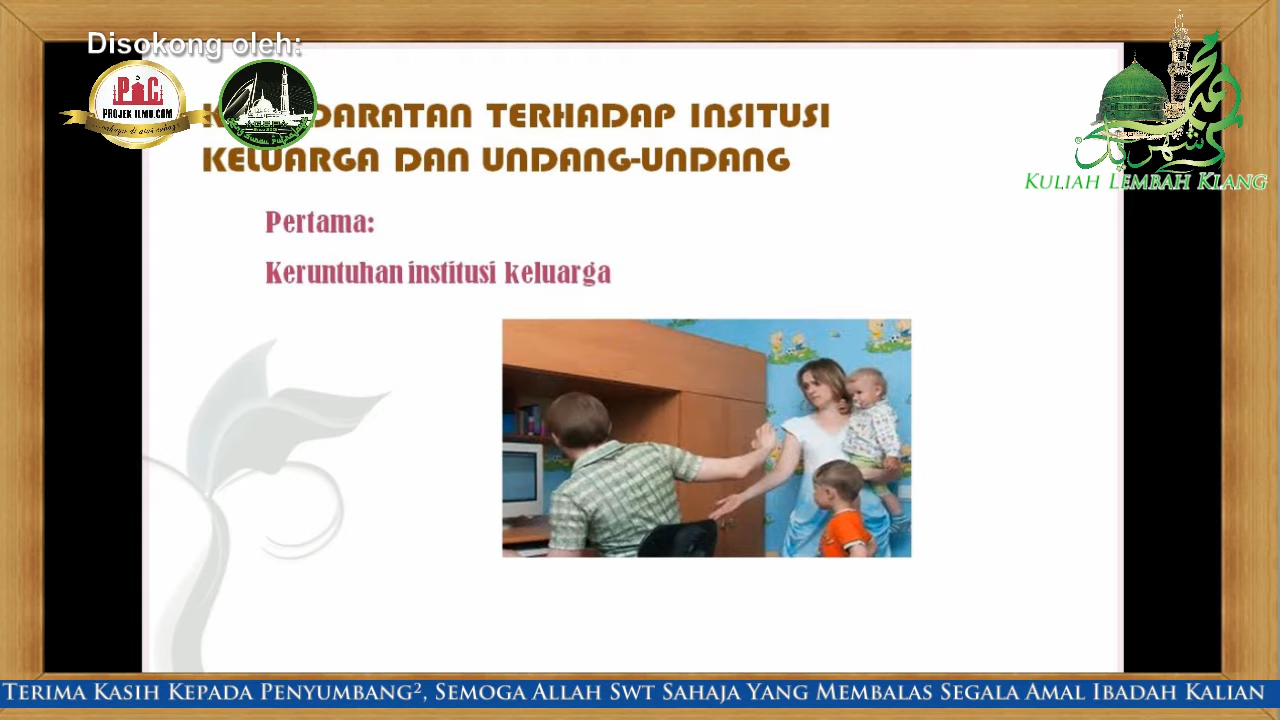 Disokong oleh:
PIC
PROJEK ILMU.COM
TERHADAP INSITUSI
KELUARGA DAN UNDANG-UNDANG
Pertama:
Keruntuhan institusi keluarga
KULIAH LEMBAH KLANG
TERIMA KASIH KEPADA PENYUMBANG², SEMOGA ALLAH SWT SAHAJA YANG MEMBALAS SEGALA AMAL IBADAH KALIAN